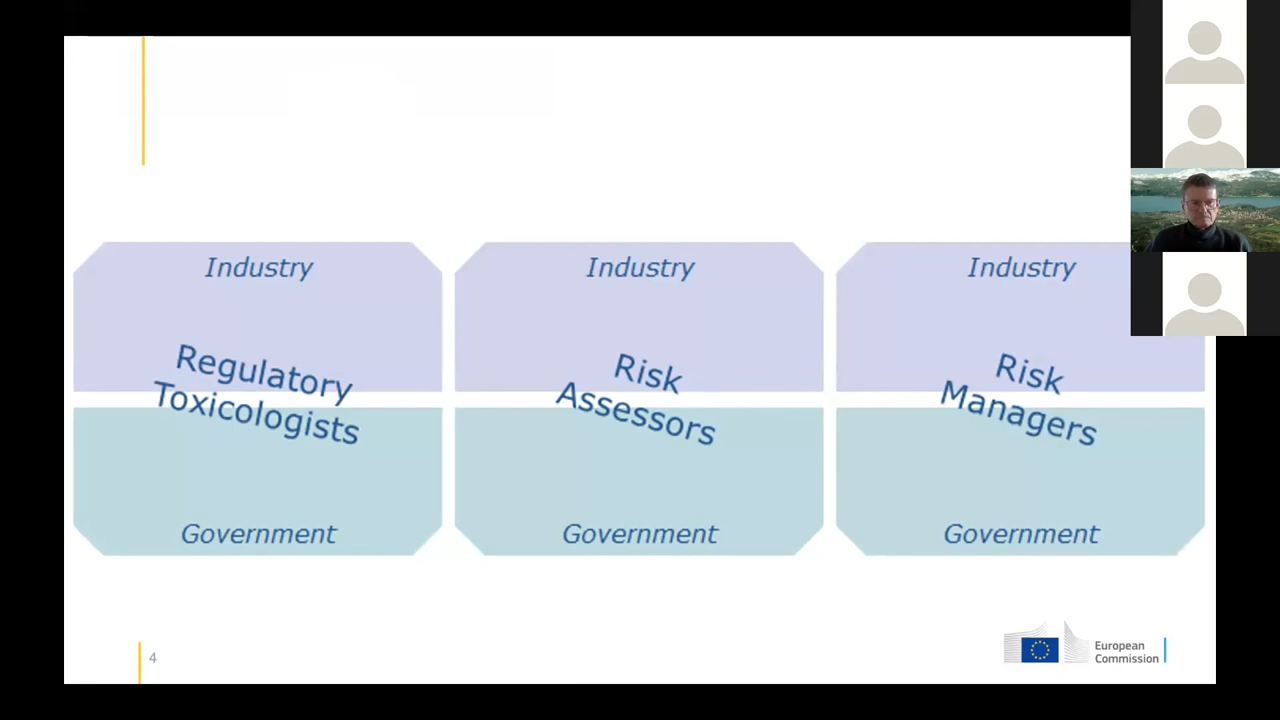 Industry
Industry
Industry
Regulatory
Toxicologists
Risk
Assessors
Risk
Managers
Government
Government
Government
4
European
Commission